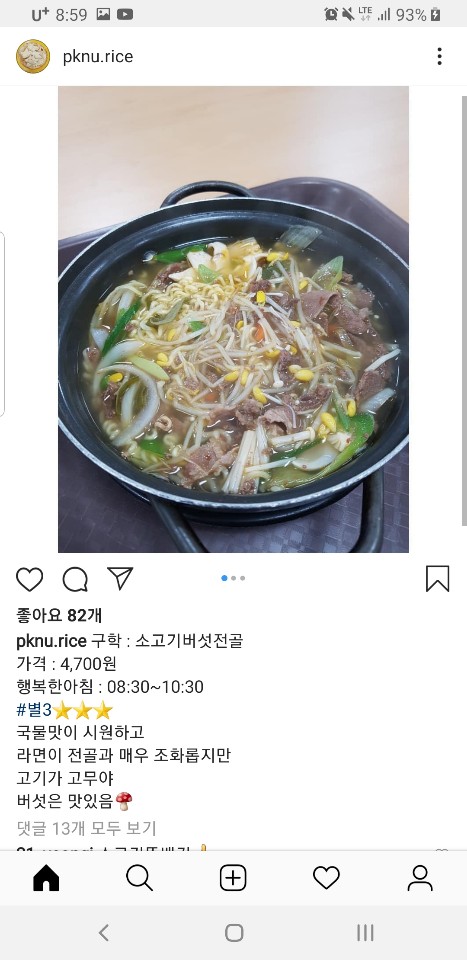 U+ 8:59 LTE 93%
pknu.rice
좋아요 82개
pknu.rice 구학 : 소고기버섯전골
가격 : 4,700원
행복한아침 : 08:30~10:30
#별3⭐⭐⭐
국물맛이 시원하고
라면이 전골과 매우 조화롭지만
고기가 고무야
버섯은 맛있음🍄
댓글 13개 모두 보기